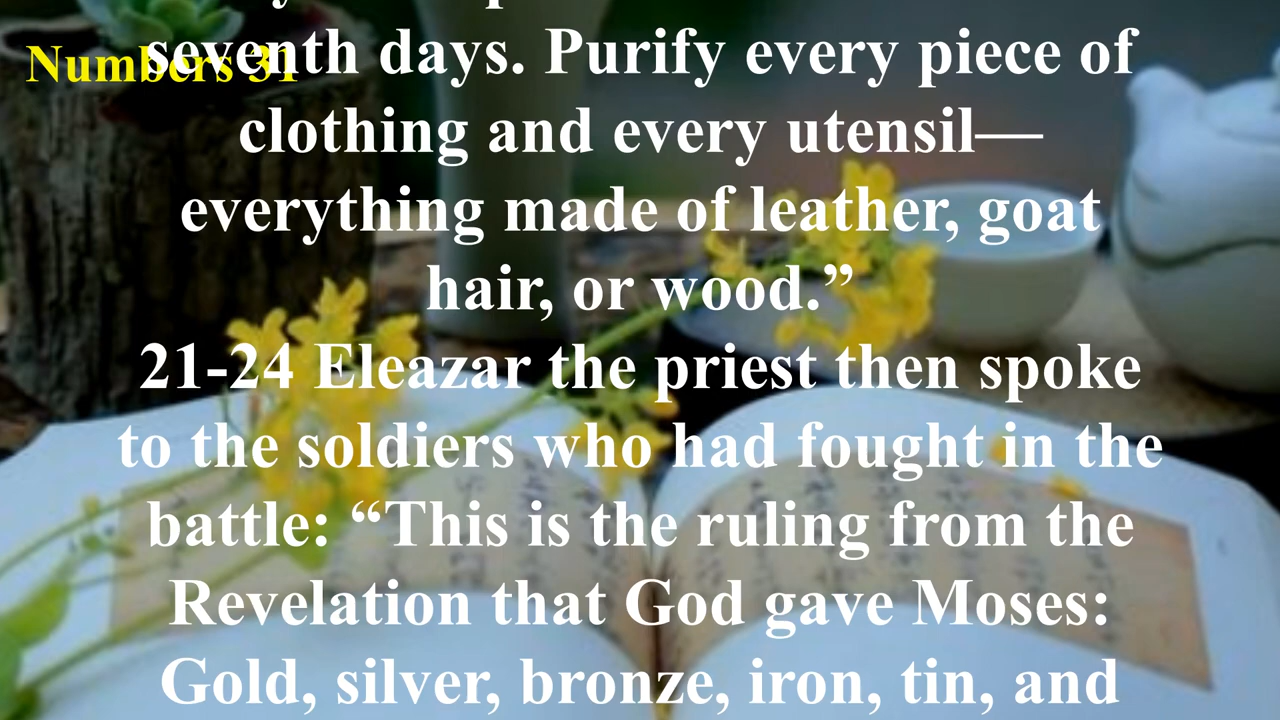 Numbers 31
seventh days. Purify every piece of
clothing and every utensil—
everything made of leather, goat
hair, or wood.”
21-24 Eleazar the priest then spoke
to the soldiers who had fought in the
battle: “This is the ruling from the
Revelation that God gave Moses:
Gold, silver, bronze, iron, tin, and